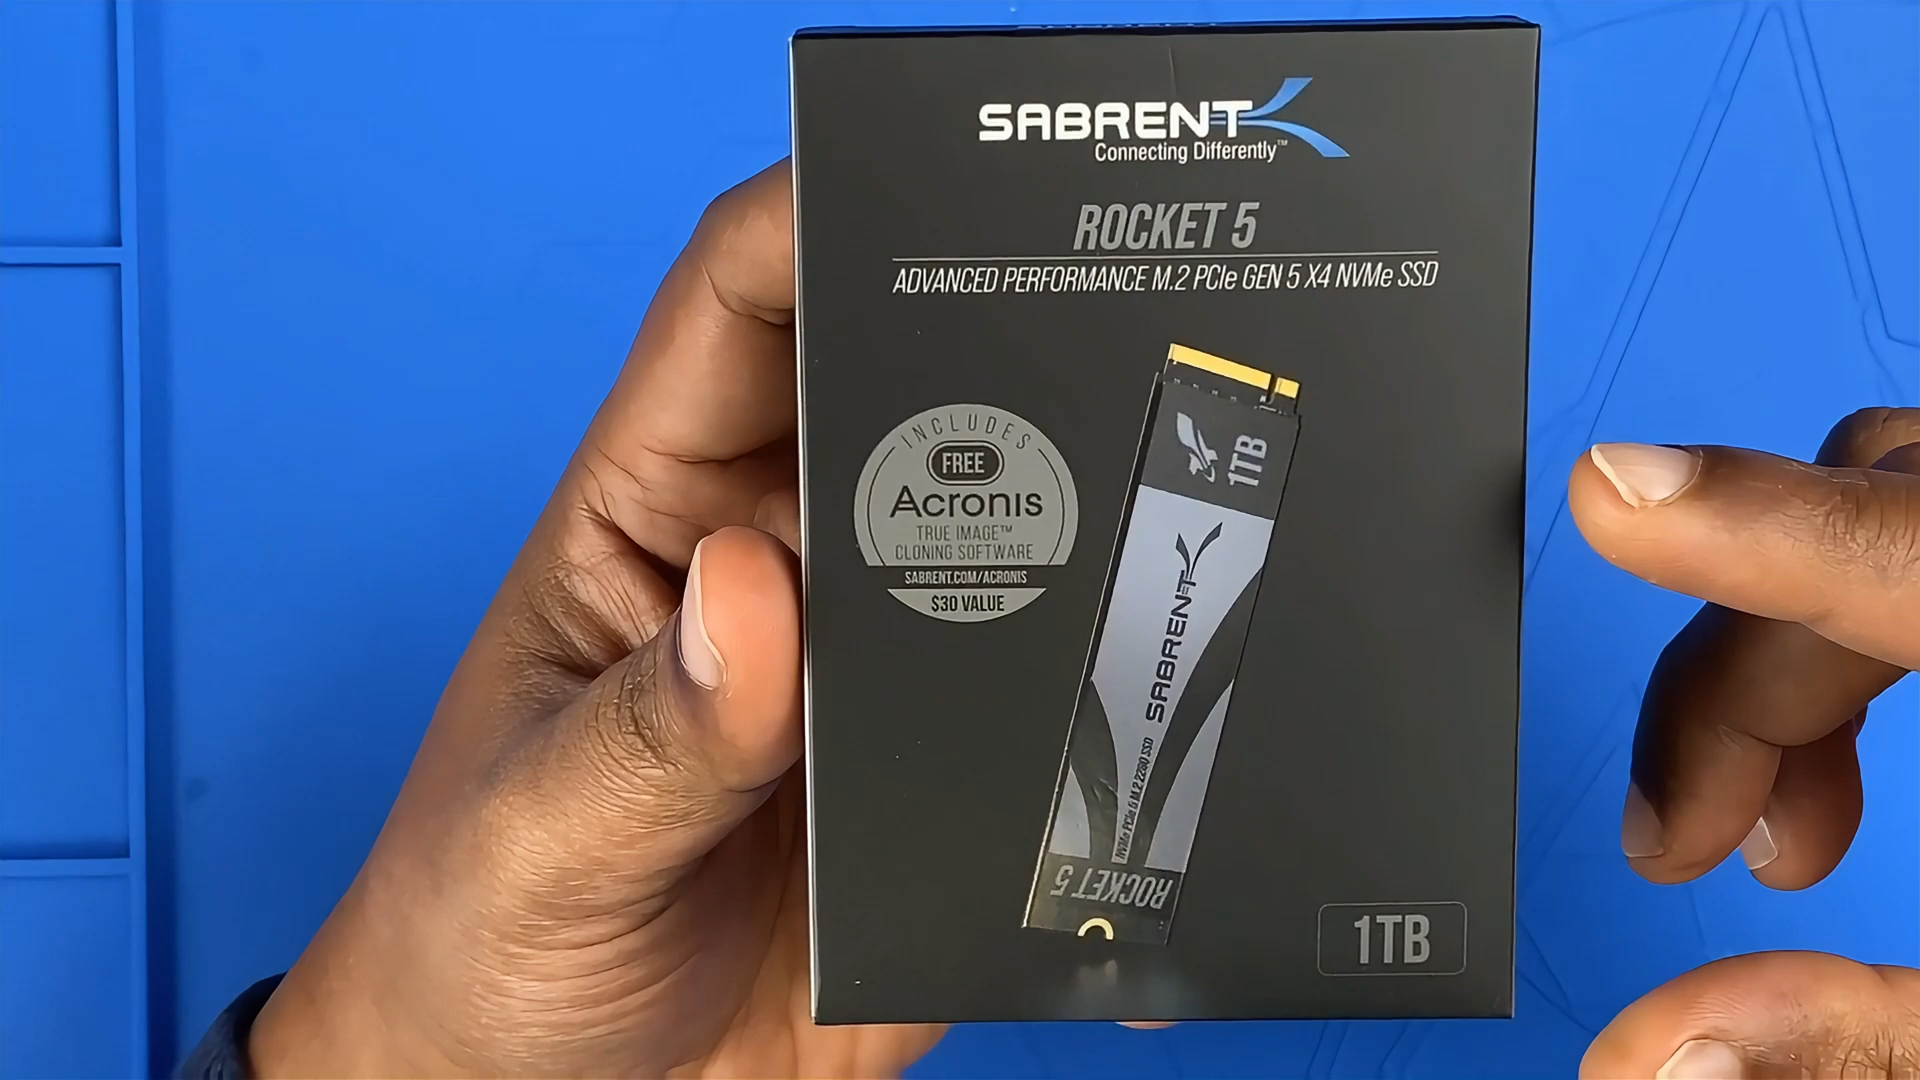 SABRENT
Connecting Differently™
ROCKET 5
ADVANCED PERFORMANCE M.2 PCIe GEN 5 X4 NVMe SSD
INCLUDES
FREE
Acronis
TRUE IMAGE™
CLONING SOFTWARE
SABRENT.COM/ACRONIS
$30 VALUE
1TB
SABRENT
NVMe PCIe 5 M.2 2280 SSD
ROCKET 5
1TB